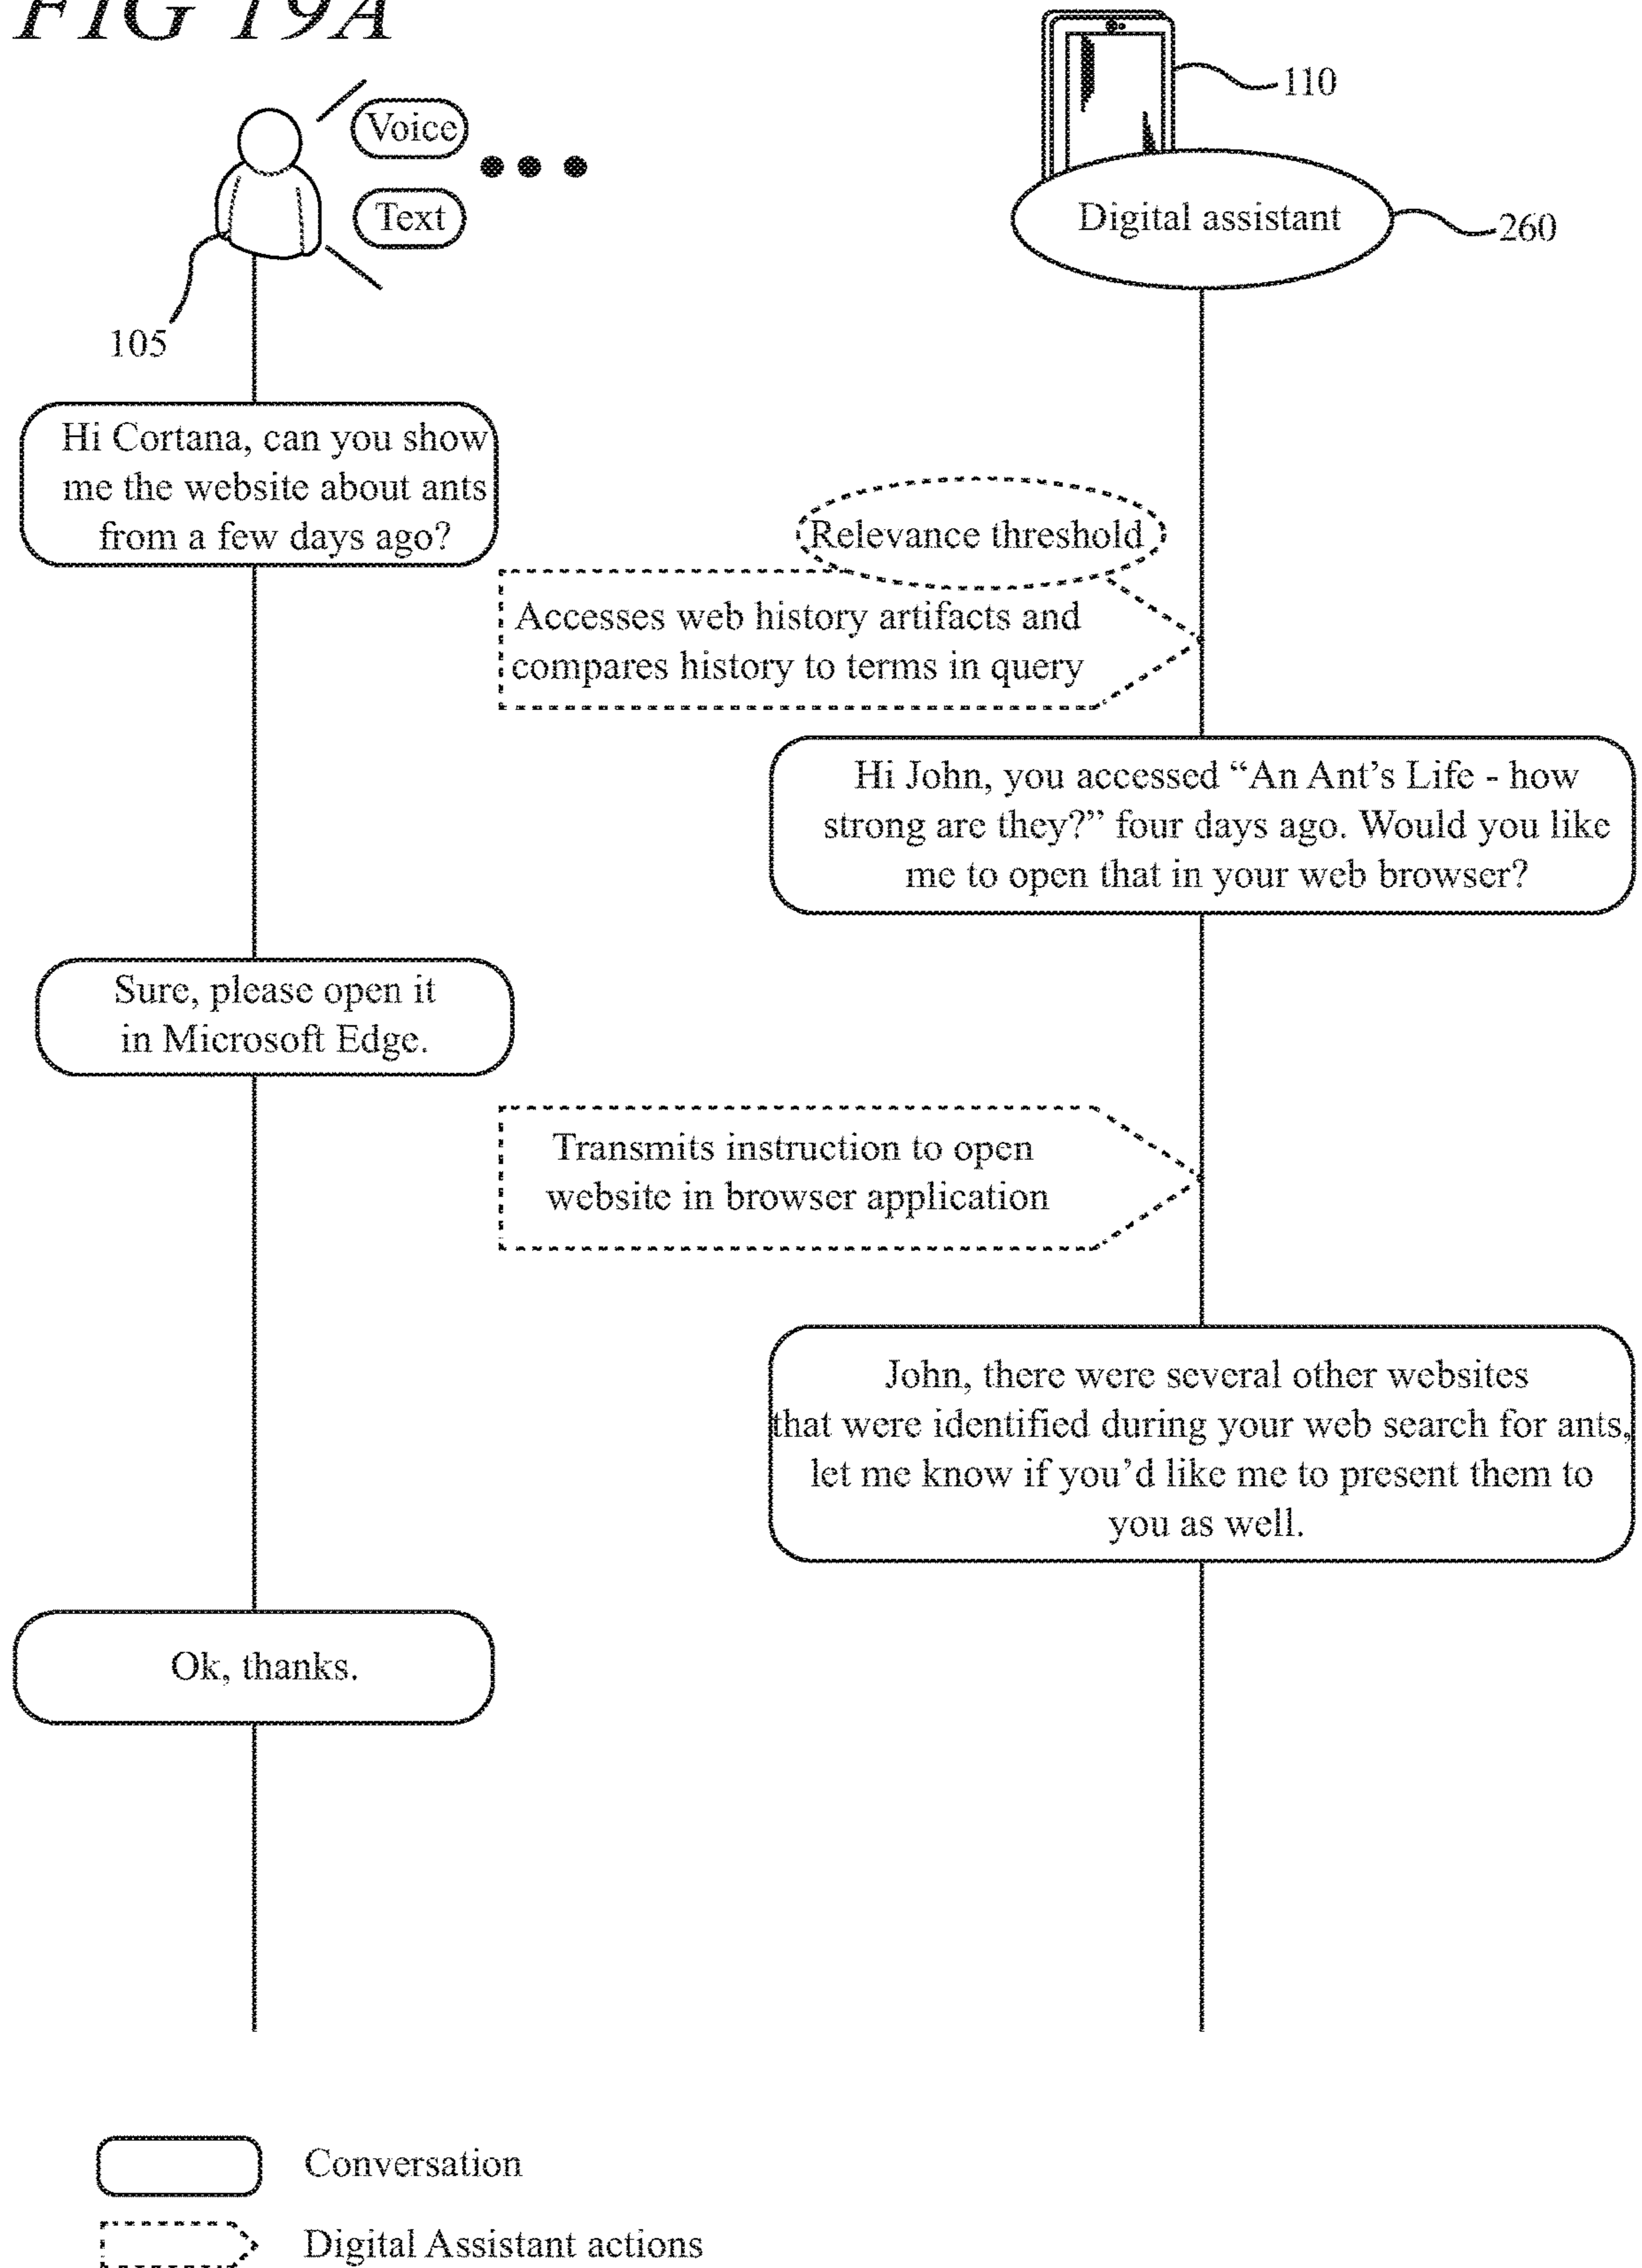 FIG 19A
Voice
Text
110
Digital assistant
260
105
Hi Cortana, can you show
me the website about ants
from a few days ago?
Relevance threshold
Accesses web history artifacts and
compares history to terms in query
Hi John, you accessed “An Ant’s Life - how
strong are they?” four days ago. Would you like
me to open that in your web browser?
Sure, please open it
in Microsoft Edge.
Transmits instruction to open
website in browser application
John, there were several other websites
that were identified during your web search for ants,
let me know if you’d like me to present them to
you as well.
Ok, thanks.
Conversation
Digital Assistant actions